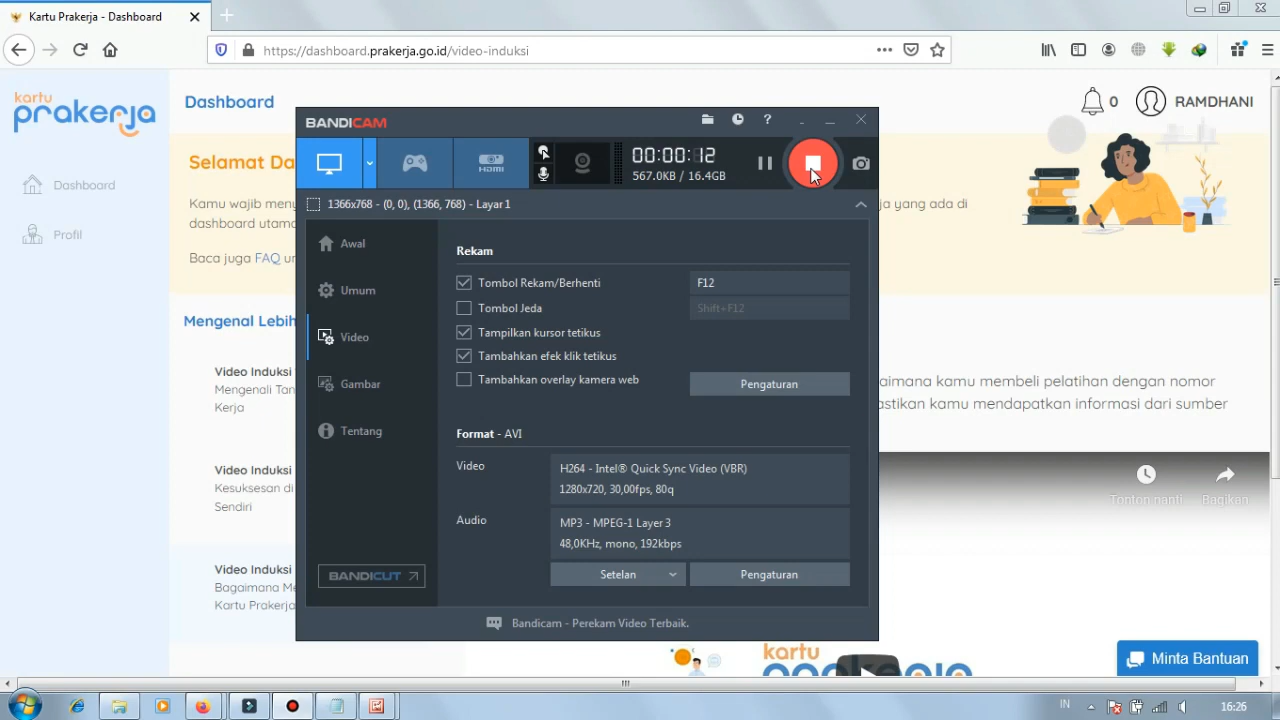 Kartu Prakerja - Dashboard
https://dashboard.prakerja.go.id/video-induksi
kartu
prakerja
Dashboard
0
RAMDHANI
Dashboard
Profil
Selamat Da
Kamu wajib meny
dashboard utama
Baca juga FAQ un
ja yang ada di
Mengenal Lebih
Video Induksi
Mengenali Tan
Kerja
Video Induksi
Kesuksesan di
Sendiri
Video Induksi
Bagaimana Me
Kartu Prakerja
aimana kamu membeli pelatihan dengan nomor
astikan kamu mendapatkan informasi dari sumber
Tonton nanti
Bagikan
kartu
Minta Bantuan
BANDICAM
?
HDMI
00:00:12
567.0KB / 16.4GB
1366x768 - (0, 0), (1366, 768) - Layar 1
Awal
Umum
Video
Gambar
Tentang
BANDICUT
Rekam
Tombol Rekam/Berhenti
F12
Tombol Jeda
Shift+F12
Tampilkan kursor tetikus
Tambahkan efek klik tetikus
Tambahkan overlay kamera web
Pengaturan
Format - AVI
Video
H264 - Intel® Quick Sync Video (VBR)
1280x720, 30,00fps, 80q
Audio
MP3 - MPEG-1 Layer 3
48,0KHz, mono, 192kbps
Setelan
Pengaturan
Bandicam - Perekam Video Terbaik.
IN
16:26